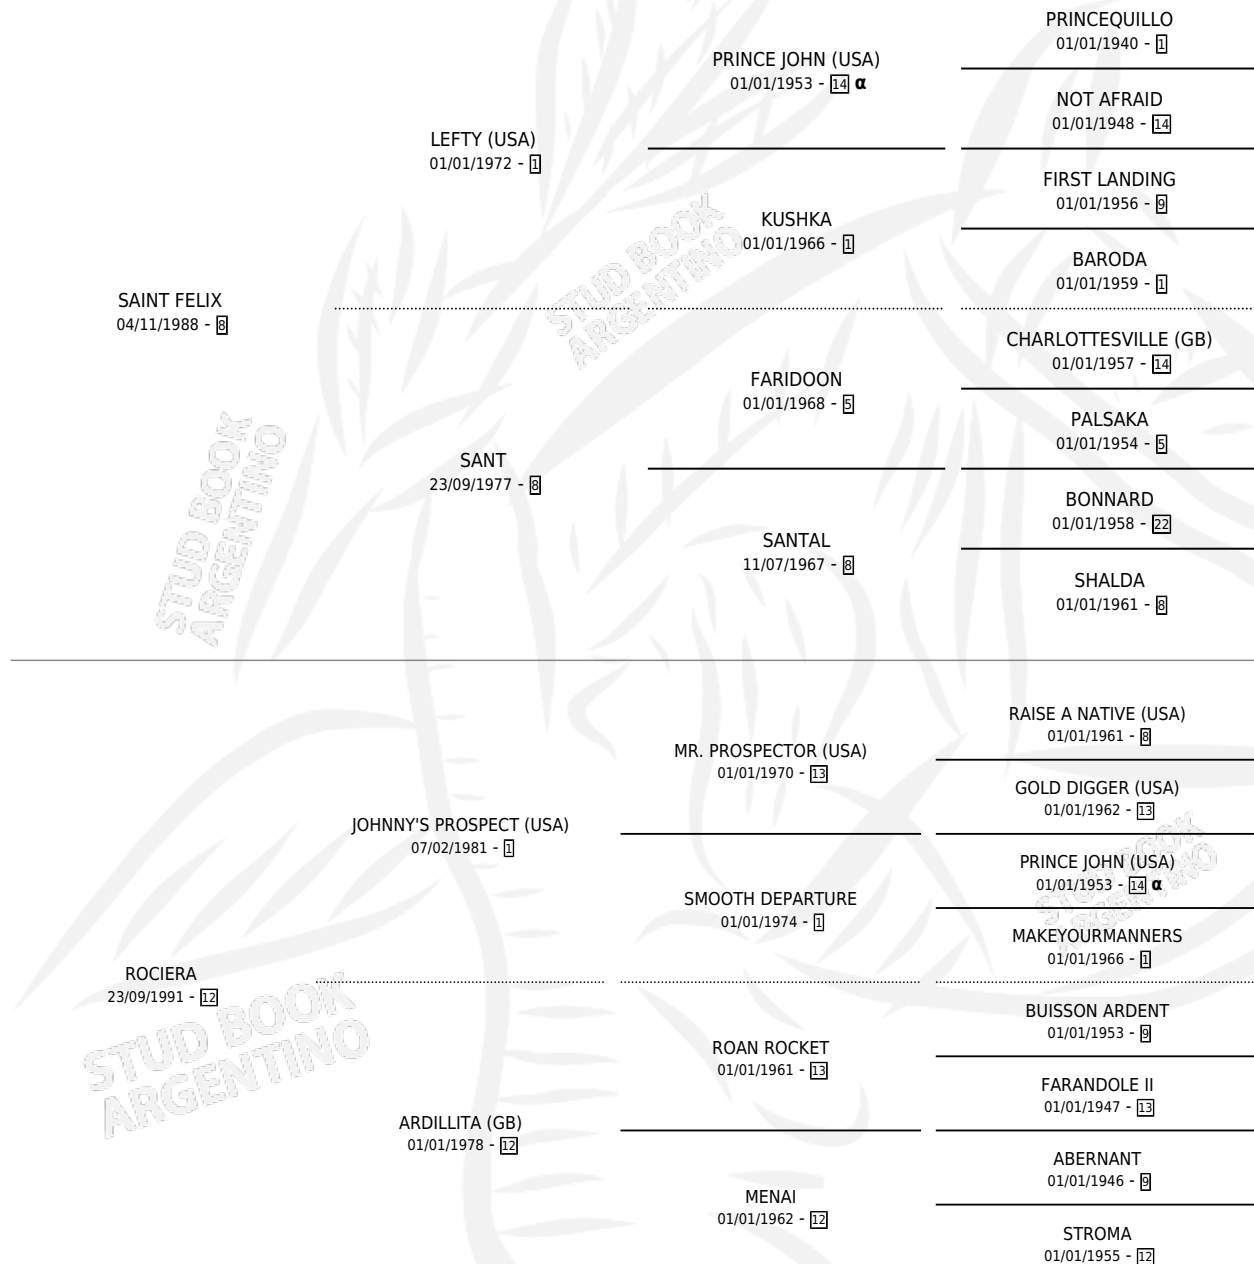 PRINCEQUILLO
01/01/1940 - 1
PRINCE JOHN (USA)
01/01/1953 - 14 α
NOT AFRAID
01/01/1948 - 14
LEFTY (USA)
01/01/1972 - 1
FIRST LANDING
01/01/1956 - 9
KUSHKA
01/01/1966 - 1
BARODA
01/01/1959 - 1
SAINT FELIX
04/11/1988 - 8
STUD BOOK
ARGENTINO
CHARLOTTESVILLE (GB)
01/01/1957 - 14
FARIDOON
01/01/1968 - 5
PALSAKA
01/01/1954 - 5
SANT
23/09/1977 - 8
BONNARD
01/01/1958 - 22
SANTAL
11/07/1967 - 8
SHALDA
01/01/1961 - 8
STUD BOOK
ARGENTINO
RAISE A NATIVE (USA)
01/01/1961 - 8
MR. PROSPECTOR (USA)
01/01/1970 - 13
GOLD DIGGER (USA)
01/01/1962 - 13
JOHNNY'S PROSPECT (USA)
07/02/1981 - 1
PRINCE JOHN (USA)
01/01/1953 - 14 α
SMOOTH DEPARTURE
01/01/1974 - 1
STUD BOOK
ARGENTINO
MAKEYOURMANNERS
01/01/1966 - 1
ROCIERA
23/09/1991 - 12
STUD BOOK
ARGENTINO
BUISSON ARDENT
01/01/1953 - 9
ROAN ROCKET
01/01/1961 - 13
FARANDOLE II
01/01/1947 - 13
ARDILLITA (GB)
01/01/1978 - 12
ABERNANT
01/01/1946 - 9
MENAI
01/01/1962 - 12
STROMA
01/01/1955 - 12